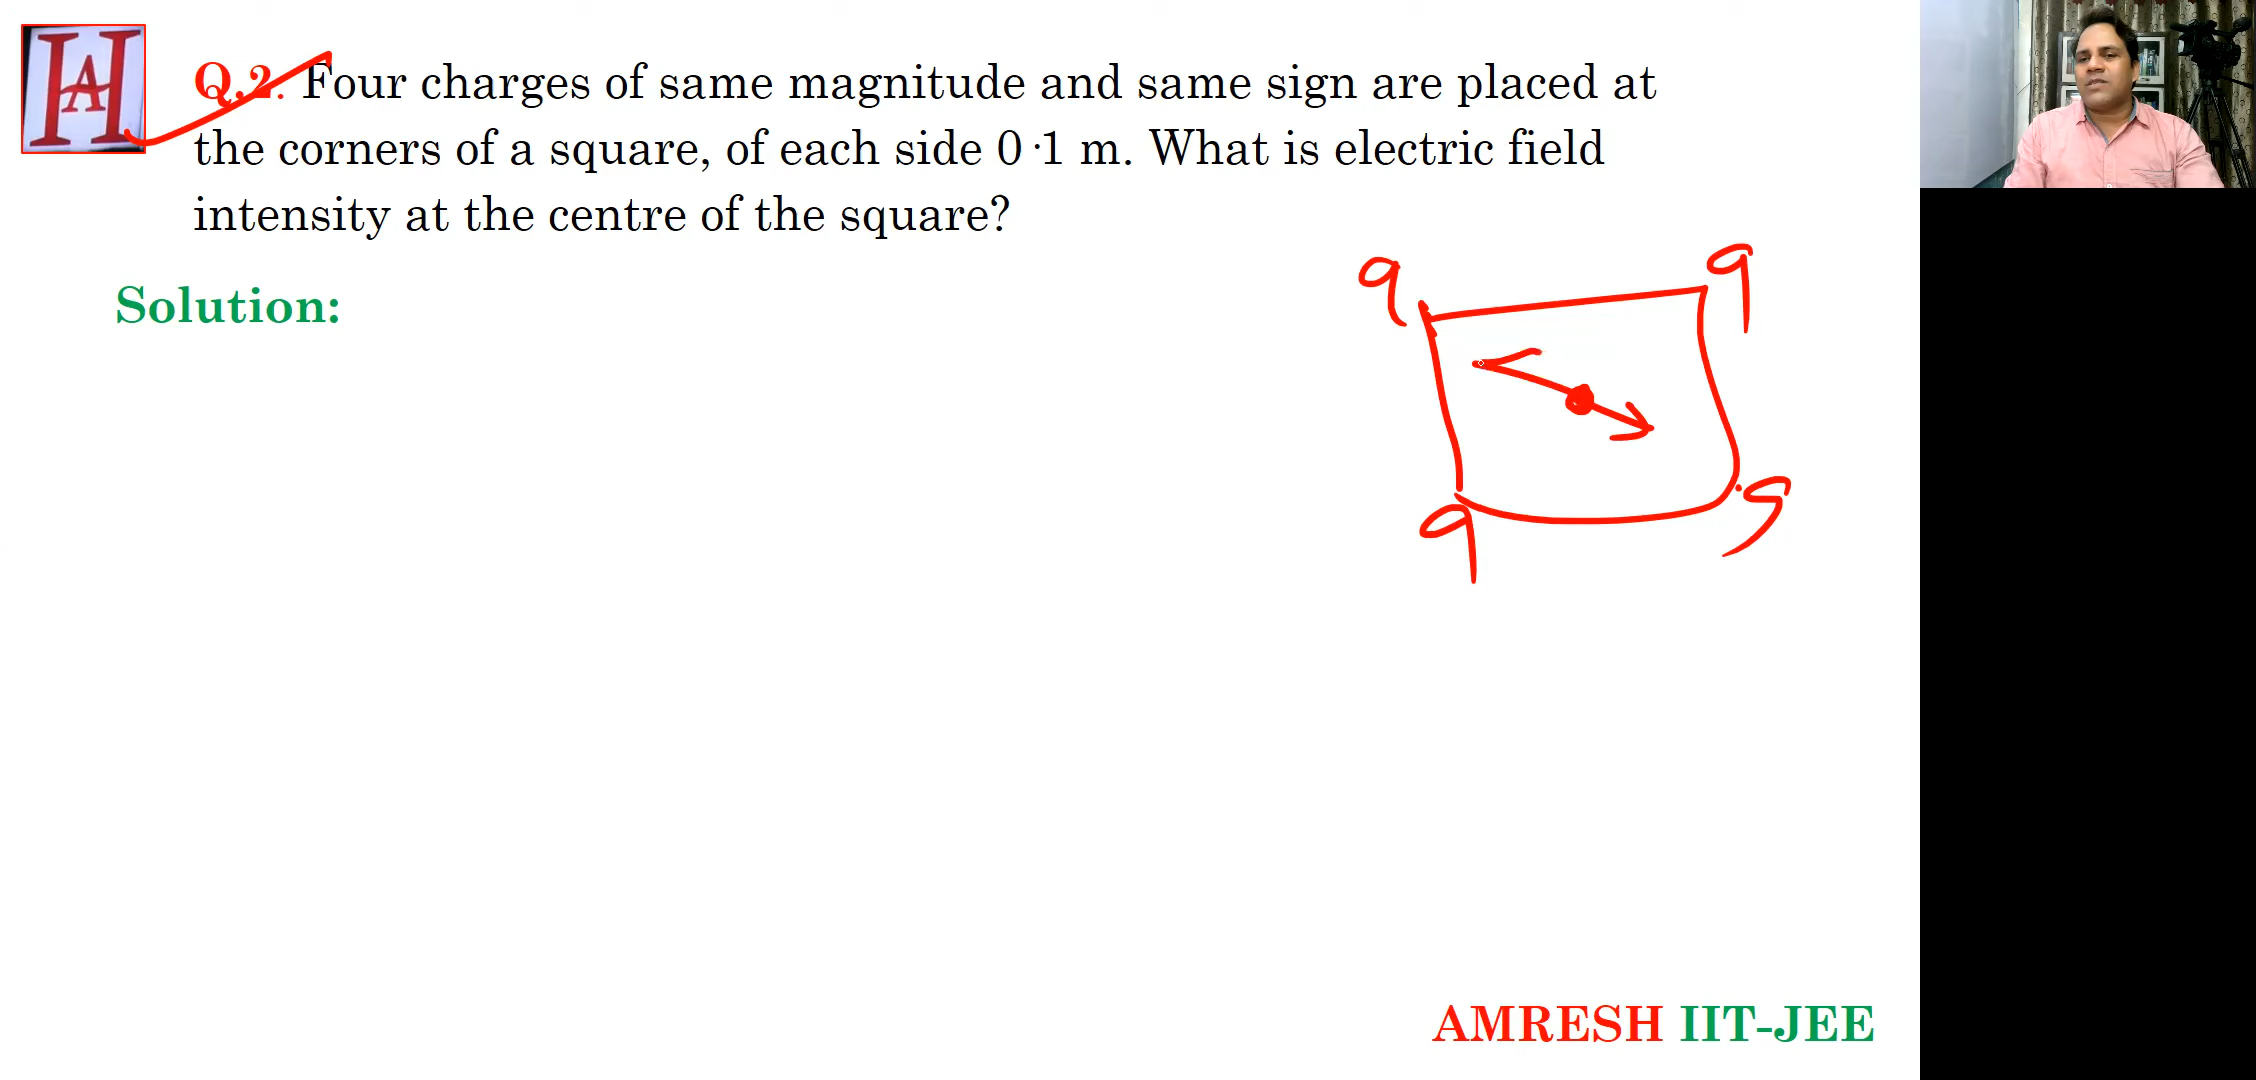 HA
Q.2. Four charges of same magnitude and same sign are placed at
the corners of a square, of each side 0·1 m. What is electric field
intensity at the centre of the square?
Solution:
q
q
q
q
AMRESH IIT-JEE